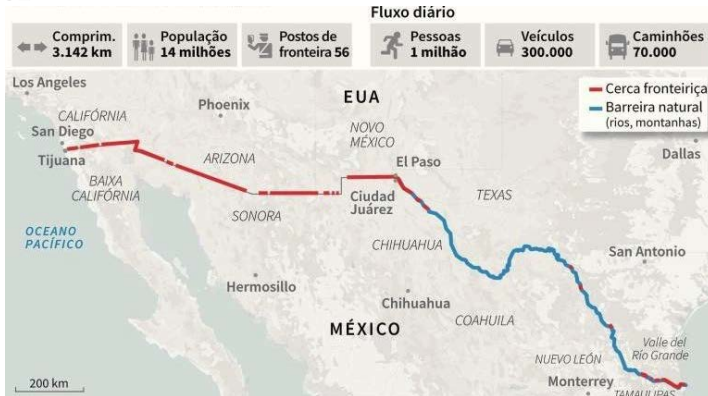 Fluxo diário
Comprim.
3.142 km
População
14 milhões
Postos de
fronteira 56
Pessoas
1 milhão
Veículos
300.000
Caminhões
70.000
Los Angeles
EUA
Cerca fronteiriça
Barreira natural
(rios, montanhas)
CALIFÓRNIA
Phoenix
San Diego
NOVO
MÉXICO
Tijuana
ARIZONA
El Paso
Dallas
BAIXA
CALIFÓRNIA
Ciudad
Juárez
TEXAS
SONORA
OCEANO
PACÍFICO
CHIHUAHUA
San Antonio
Hermosillo
Chihuahua
MÉXICO
COAHUILA
Valle del
Río Grande
NUEVO LEÓN
200 km
Monterrey
TAMAULIPAS